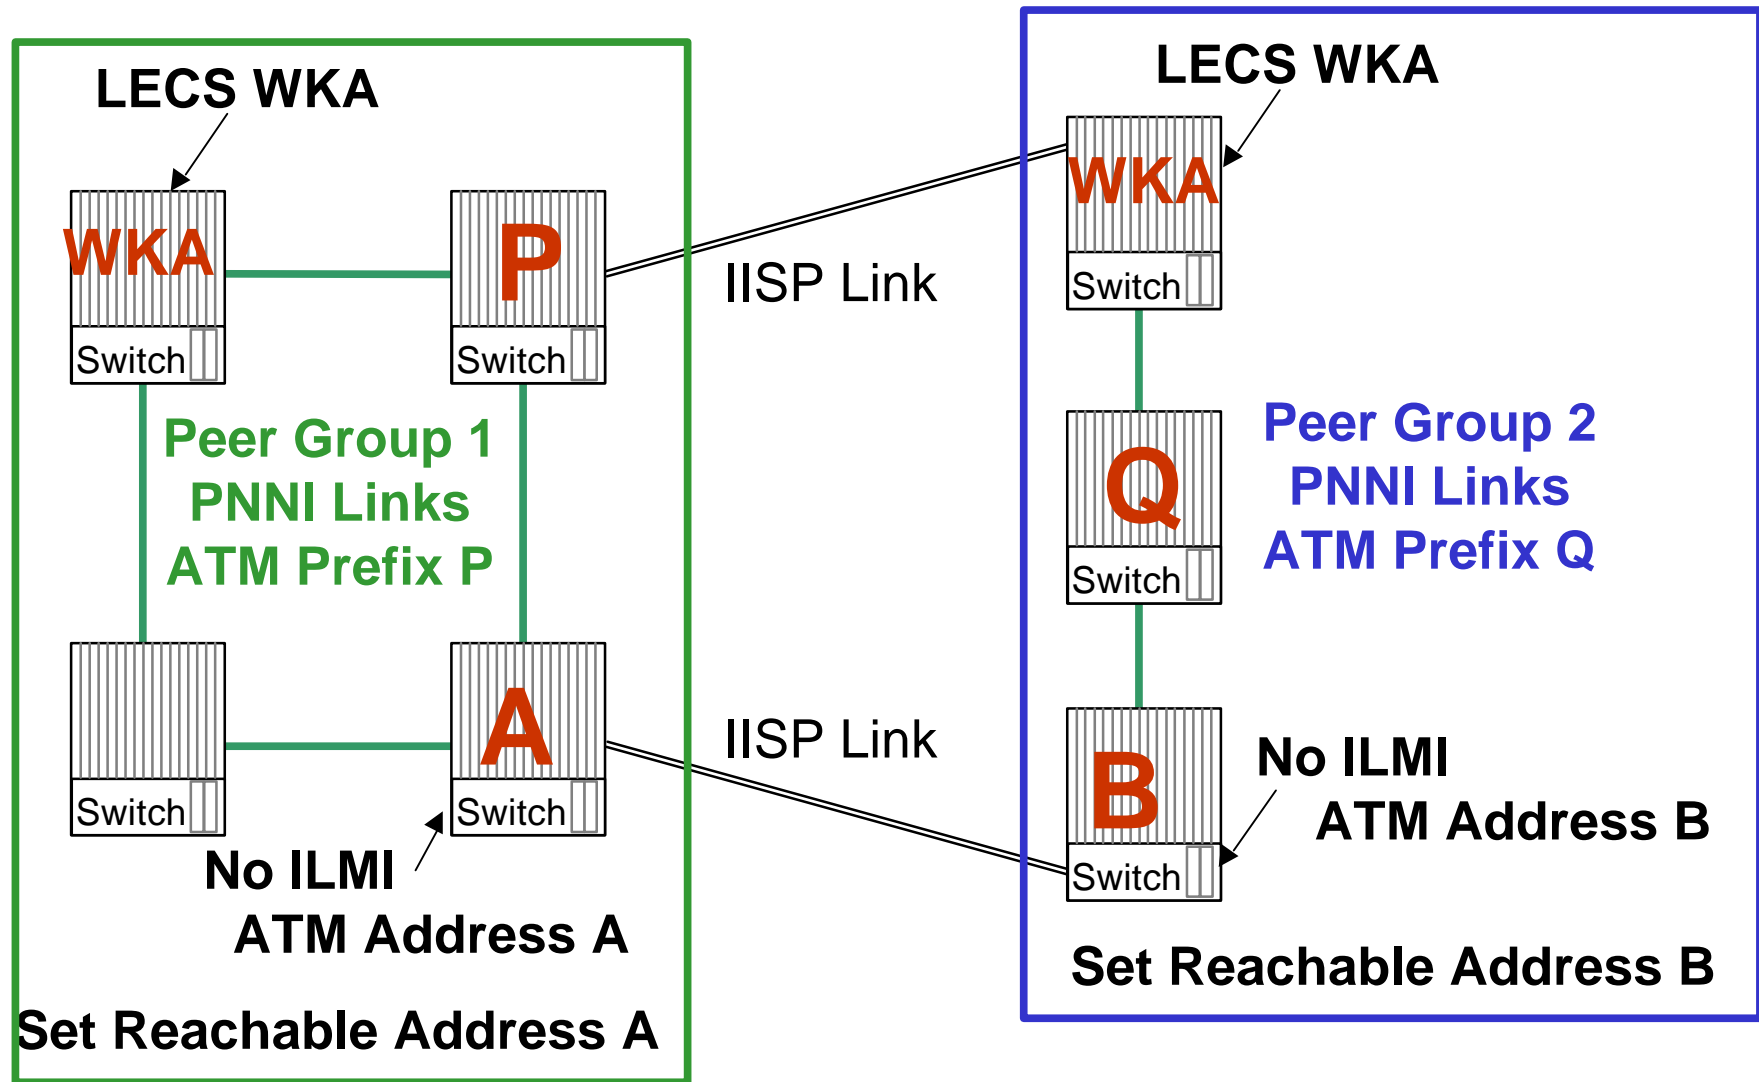 LECS WKA
WKA
Switch
P
Switch
Peer Group 1
PNNI Links
ATM Prefix P
Switch
A
Switch
No ILMI
ATM Address A
Set Reachable Address A
IISP Link
IISP Link
LECS WKA
WKA
Switch
Q
Switch
Peer Group 2
PNNI Links
ATM Prefix Q
B
Switch
No ILMI
ATM Address B
Set Reachable Address B